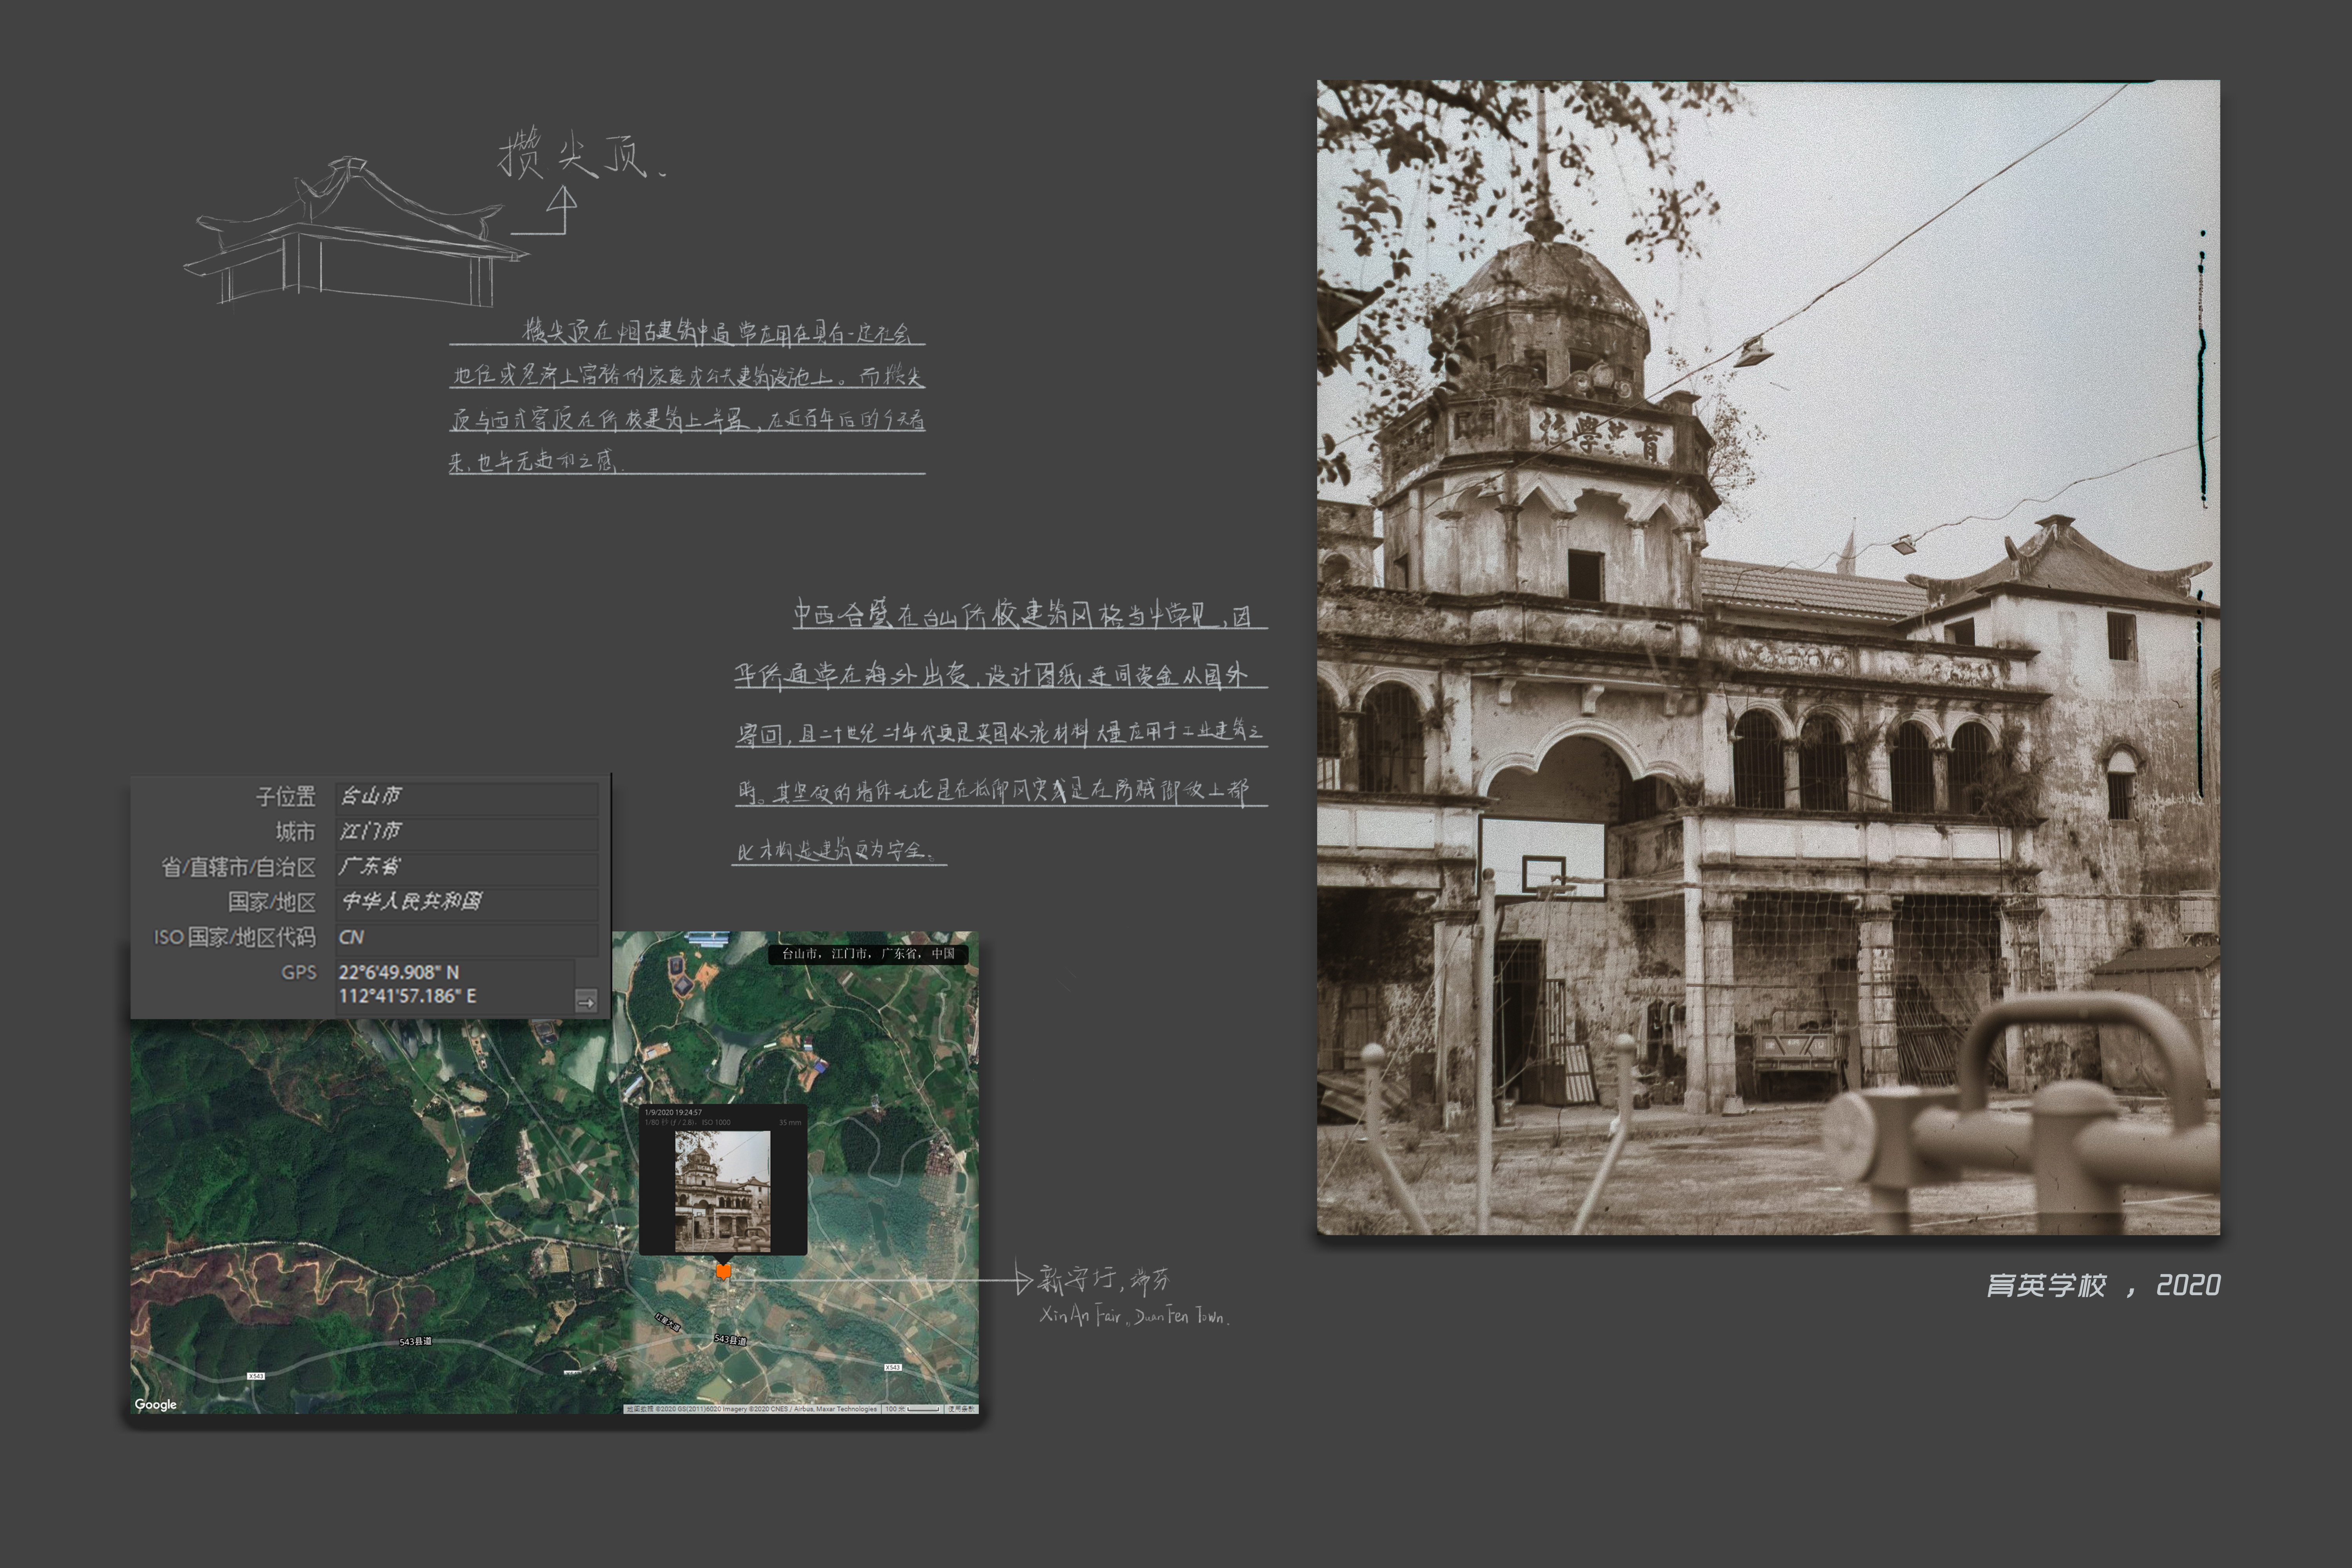 攒尖顶、
攒尖顶在烟古建筑中通常应用在具有一定社会
地位或经济上富裕的家庭或公共建筑设施上。而攒尖
顶与西式穹顶在侨校建筑上并置,在近百年后的今天看
来,也并无违和之感.
中西合璧在台山侨校建筑风格当中常见,因
华侨通常在海外出资,设计图纸连同资金从国外
寄回,且二十世纪二十年代更是英国水泥材料大量应用于工业建筑之
时。其坚硬的墙体无论是在抵御风灾或是在防贼御敌上都
比木构造建筑更为安全。
子位置 台山市
城市 江门市
省/直辖市/自治区 广东省
国家/地区 中华人民共和国
ISO 国家/地区代码 CN
GPS 22°6'49.908" N
112°41'57.186" E
台山市，江门市，广东省，中国
1/9/2020 19:24:57
1/80 秒 (f / 2.8)， ISO 1000 35 mm
543县道
543县道
X543
X543
Google
©2020 GS(2011)6020 Imagery ©2020 CNES / Airbus, Maxar Technologies 100 米 使用条款
新安圩,端芬
XinAn Fair, DuanFen Town.
校學英育
育英学校 ，2020